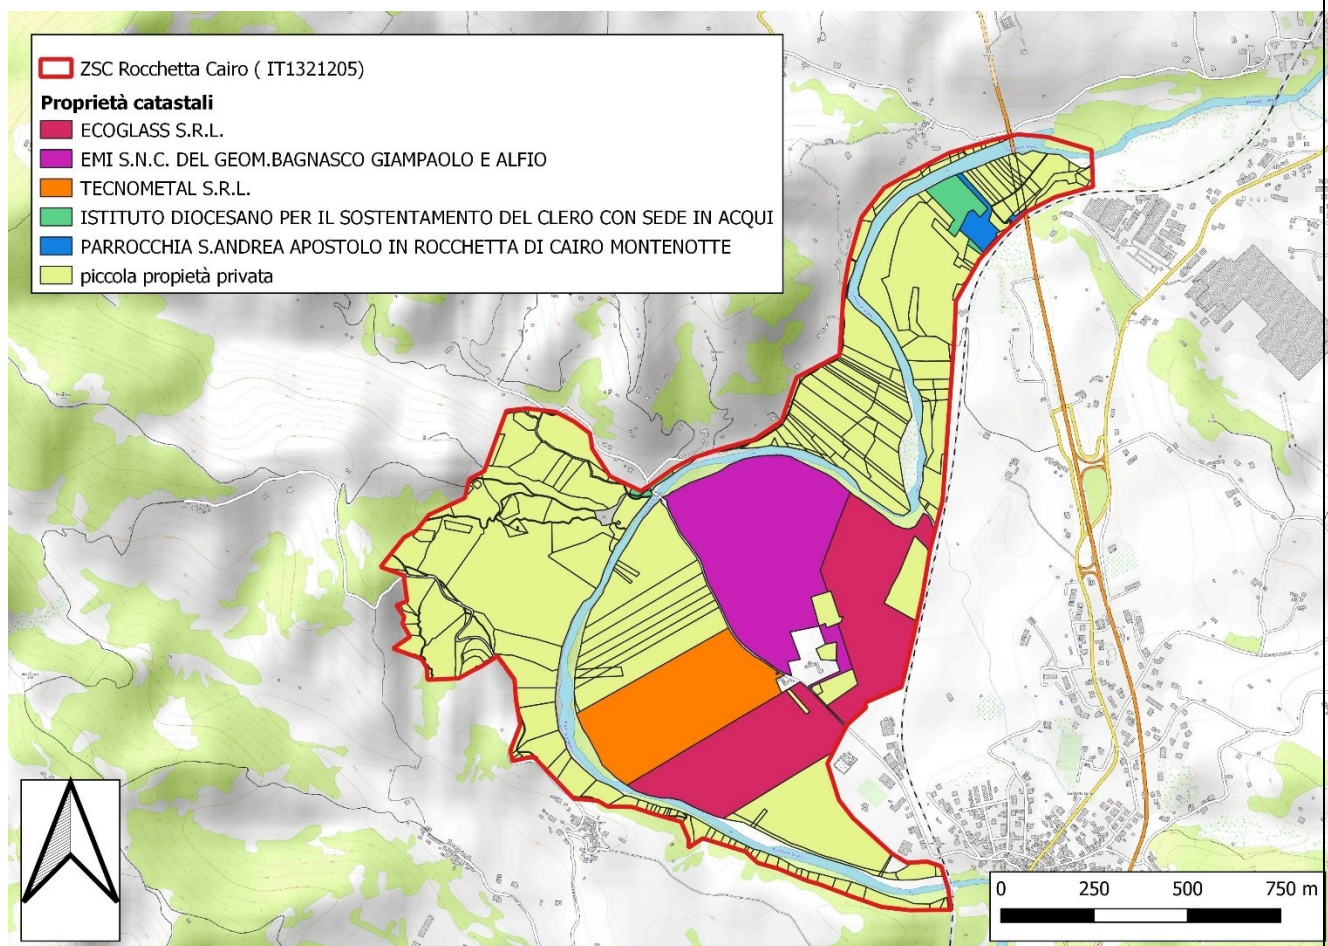 ZSC Rocchetta Cairo ( IT1321205)
Proprietà catastali
ECOGLASS S.R.L.
EMI S.N.C. DEL GEOM.BAGNASCO GIAMPAOLO E ALFIO
TECNOMETAL S.R.L.
ISTITUTO DIOCESANO PER IL SOSTENTAMENTO DEL CLERO CON SEDE IN ACQUI
PARROCCHIA S.ANDREA APOSTOLO IN ROCCHETTA DI CAIRO MONTENOTTE
piccola propietà privata
0 250 500 750 m